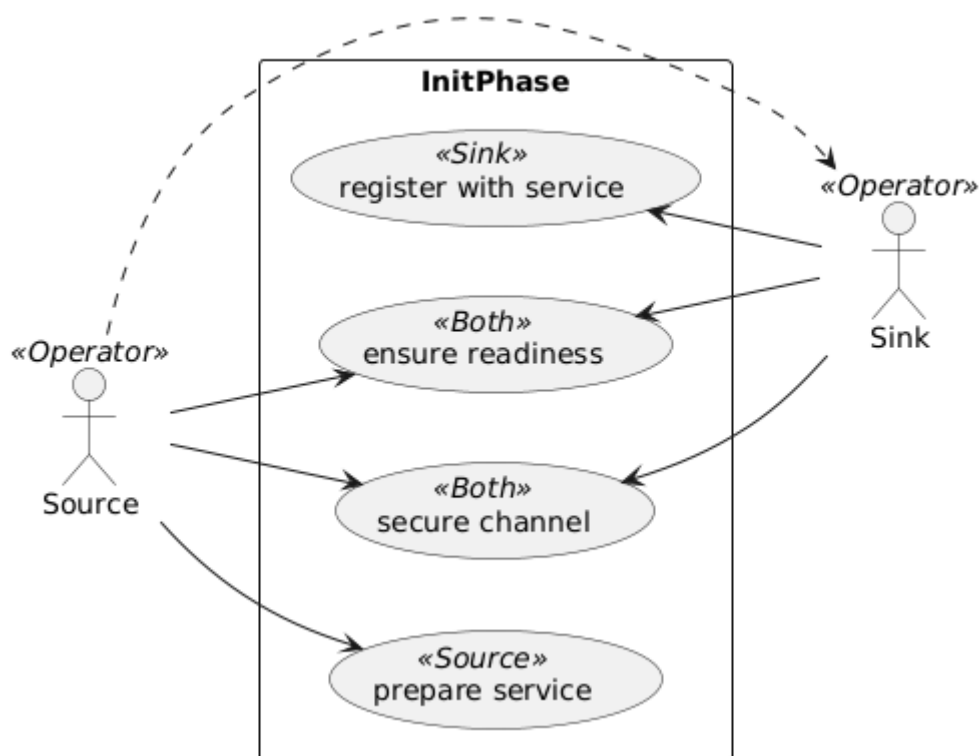 InitPhase
«Sink»
register with service
«Operator»
Sink
«Both»
ensure readiness
«Operator»
Source
«Both»
secure channel
«Source»
prepare service